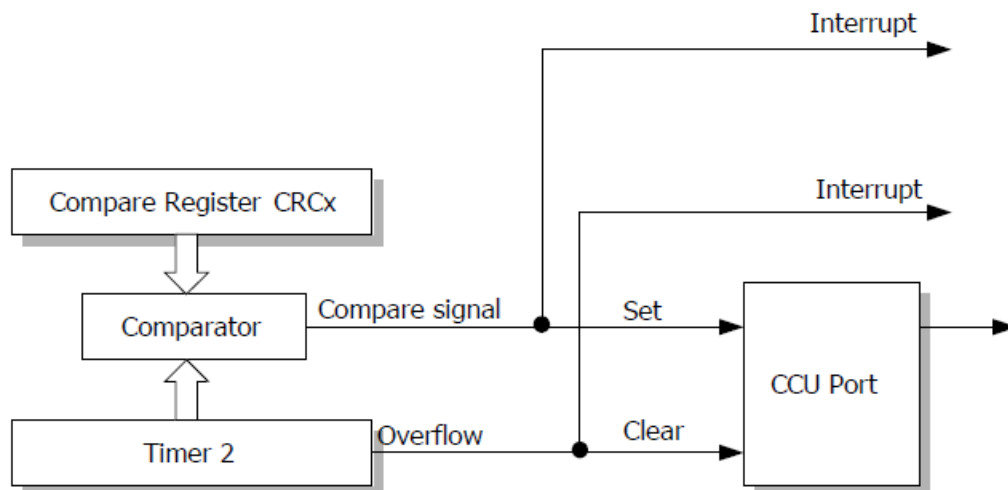 Interrupt
Compare Register CRCx
Interrupt
Comparator
Compare signal
Set
CCU Port
Timer 2
Overflow
Clear